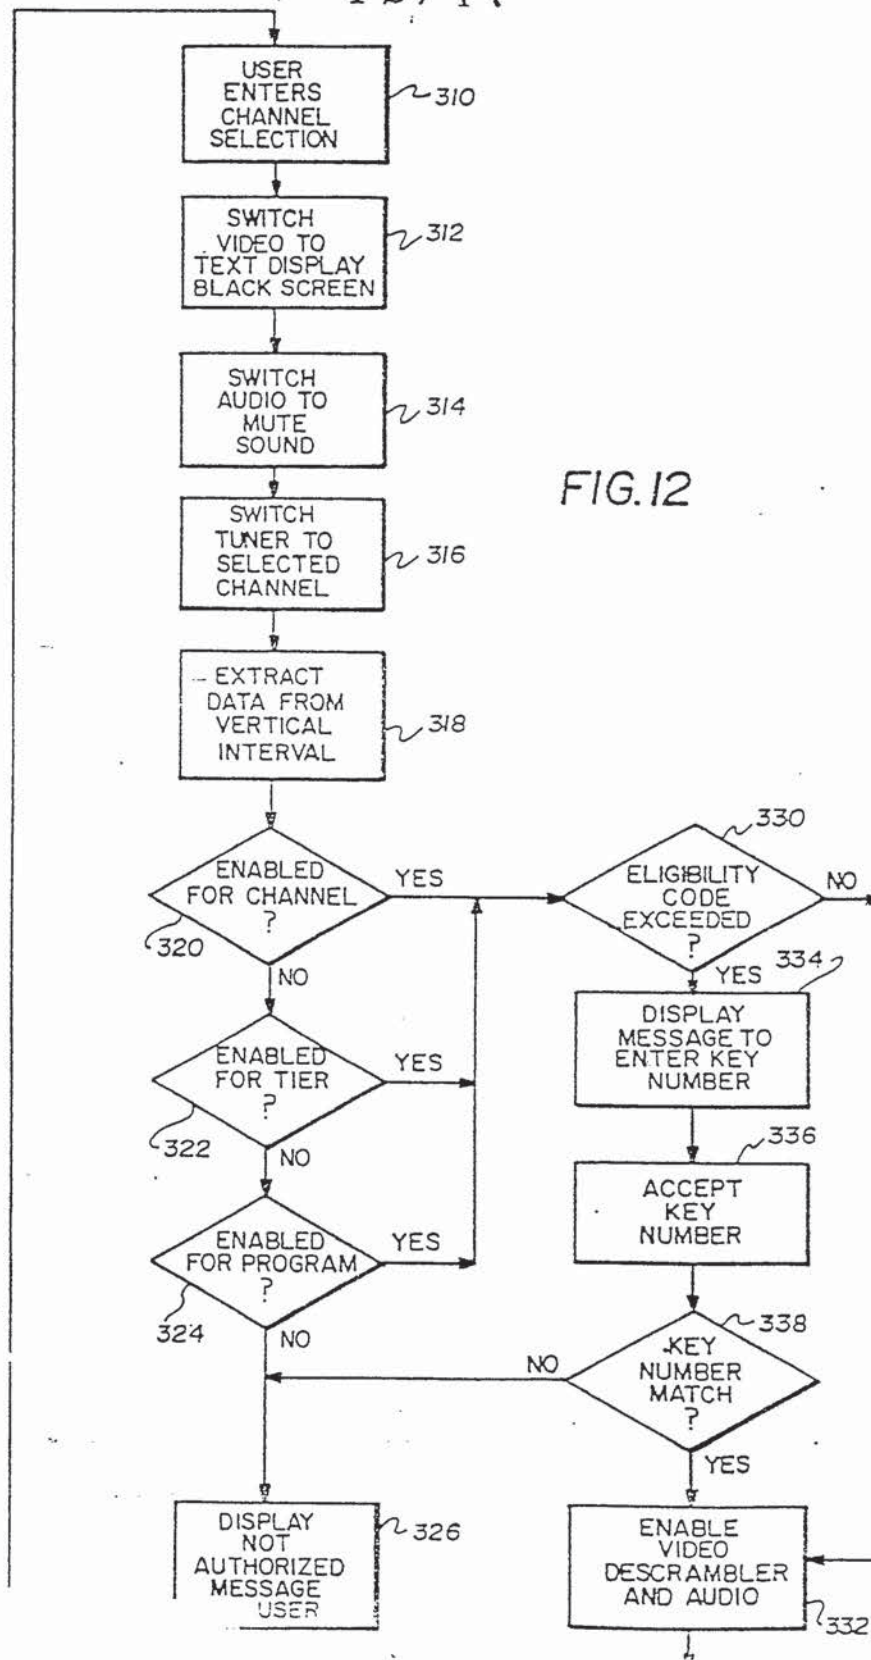 USER
ENTERS
CHANNEL
SELECTION
310
SWITCH
VIDEO TO
TEXT DISPLAY
BLACK SCREEN
312
SWITCH
AUDIO TO
MUTE
SOUND
314
FIG.12
SWITCH
TUNER TO
SELECTED
CHANNEL
316
EXTRACT
DATA FROM
VERTICAL
INTERVAL
318
ENABLED
FOR CHANNEL
?
320
YES
NO
330
ELIGIBILITY
CODE
EXCEEDED
?
NO
YES
334
DISPLAY
MESSAGE TO
ENTER KEY
NUMBER
ENABLED
FOR TIER
?
322
YES
NO
336
ACCEPT
KEY
NUMBER
ENABLED
FOR PROGRAM
?
324
YES
NO
338
KEY
NUMBER
MATCH
?
NO
YES
DISPLAY
NOT
AUTHORIZED
MESSAGE
USER
326
ENABLE
VIDEO
DESCRAMBLER
AND AUDIO
332